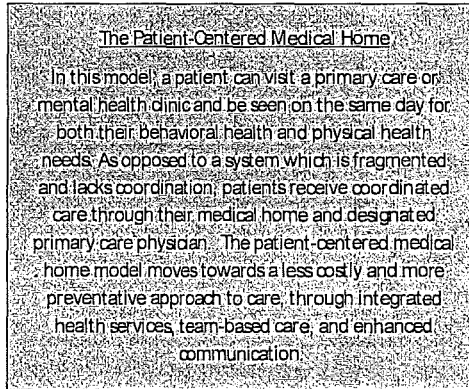 The Patient-Centered Medical Home
In this model, a patient can visit a primary care or
mental health clinic and be seen on the same day for
both their behavioral health and physical health
needs. As opposed to a system which is fragmented
and lacks coordination, patients receive coordinated
care through their medical home and designated
primary care physician. The patient-centered medical
home model moves towards a less costly and more
preventative approach to care, through integrated
health services, team-based care, and enhanced
communication.